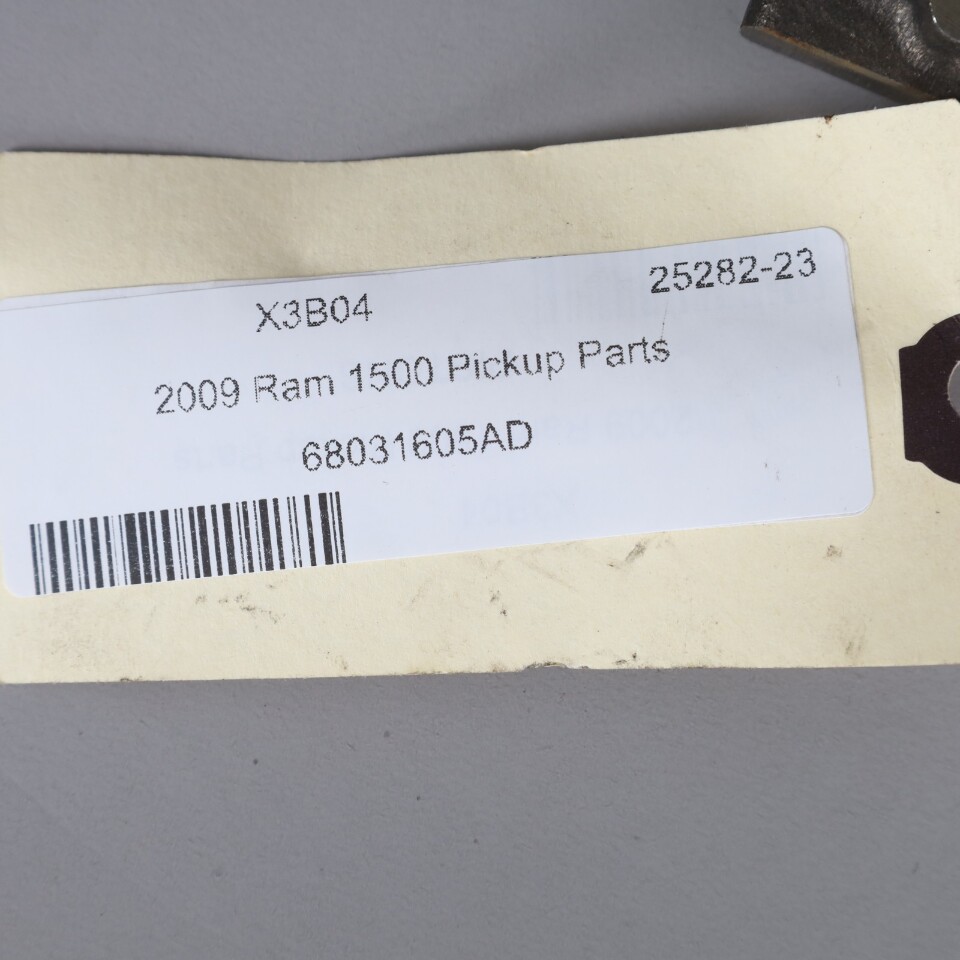 X3B04 25282-23
2009 Ram 1500 Pickup Parts
68031605AD